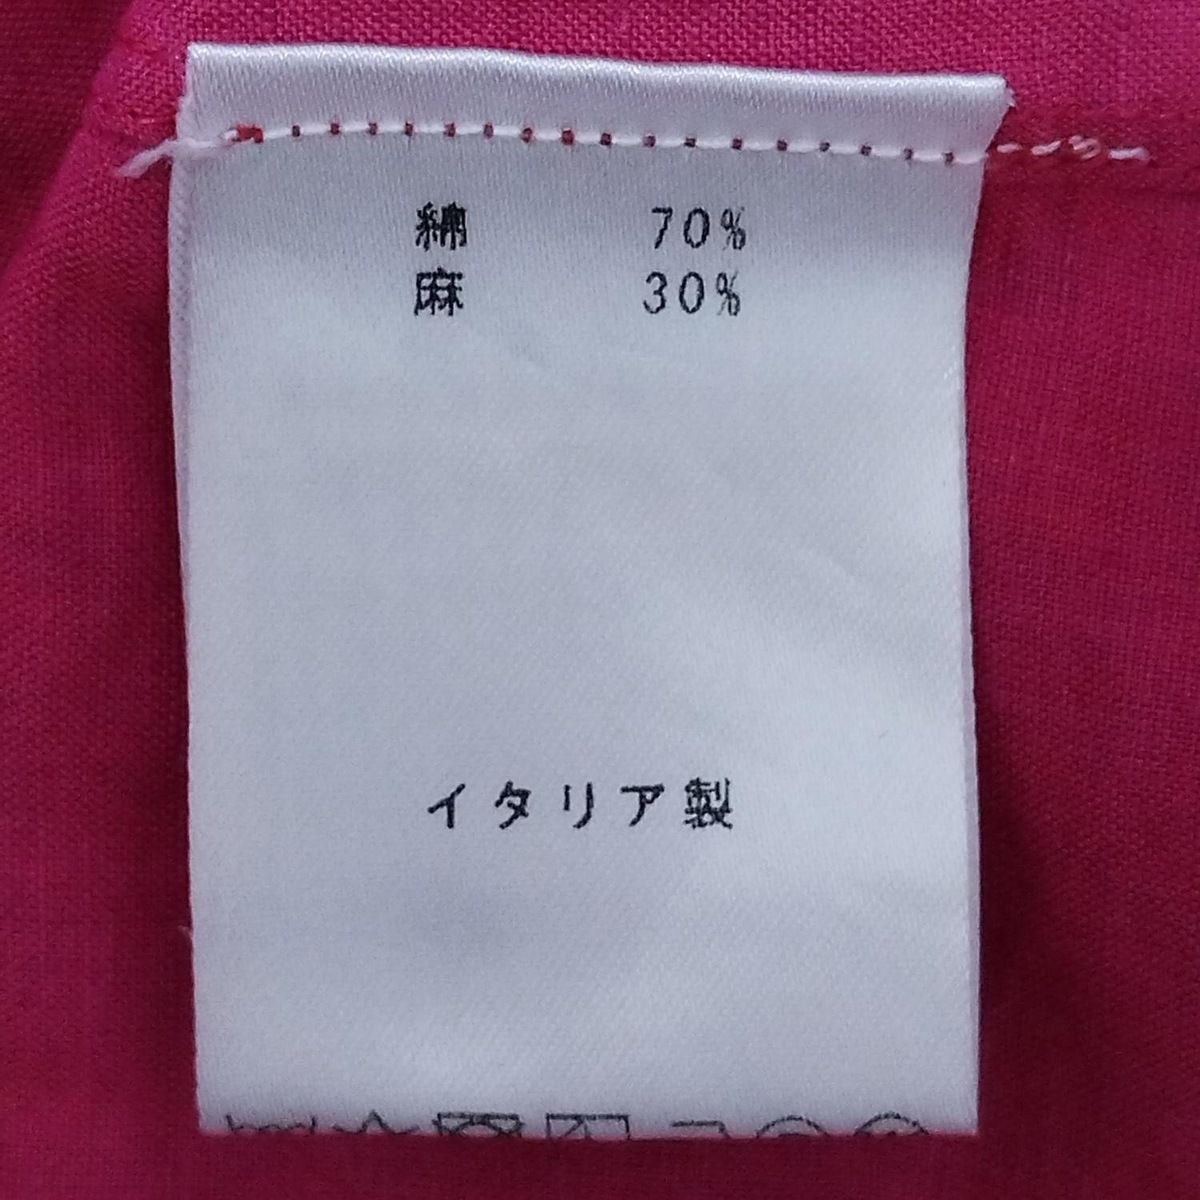 綿 70%
麻 30%
イタリア製